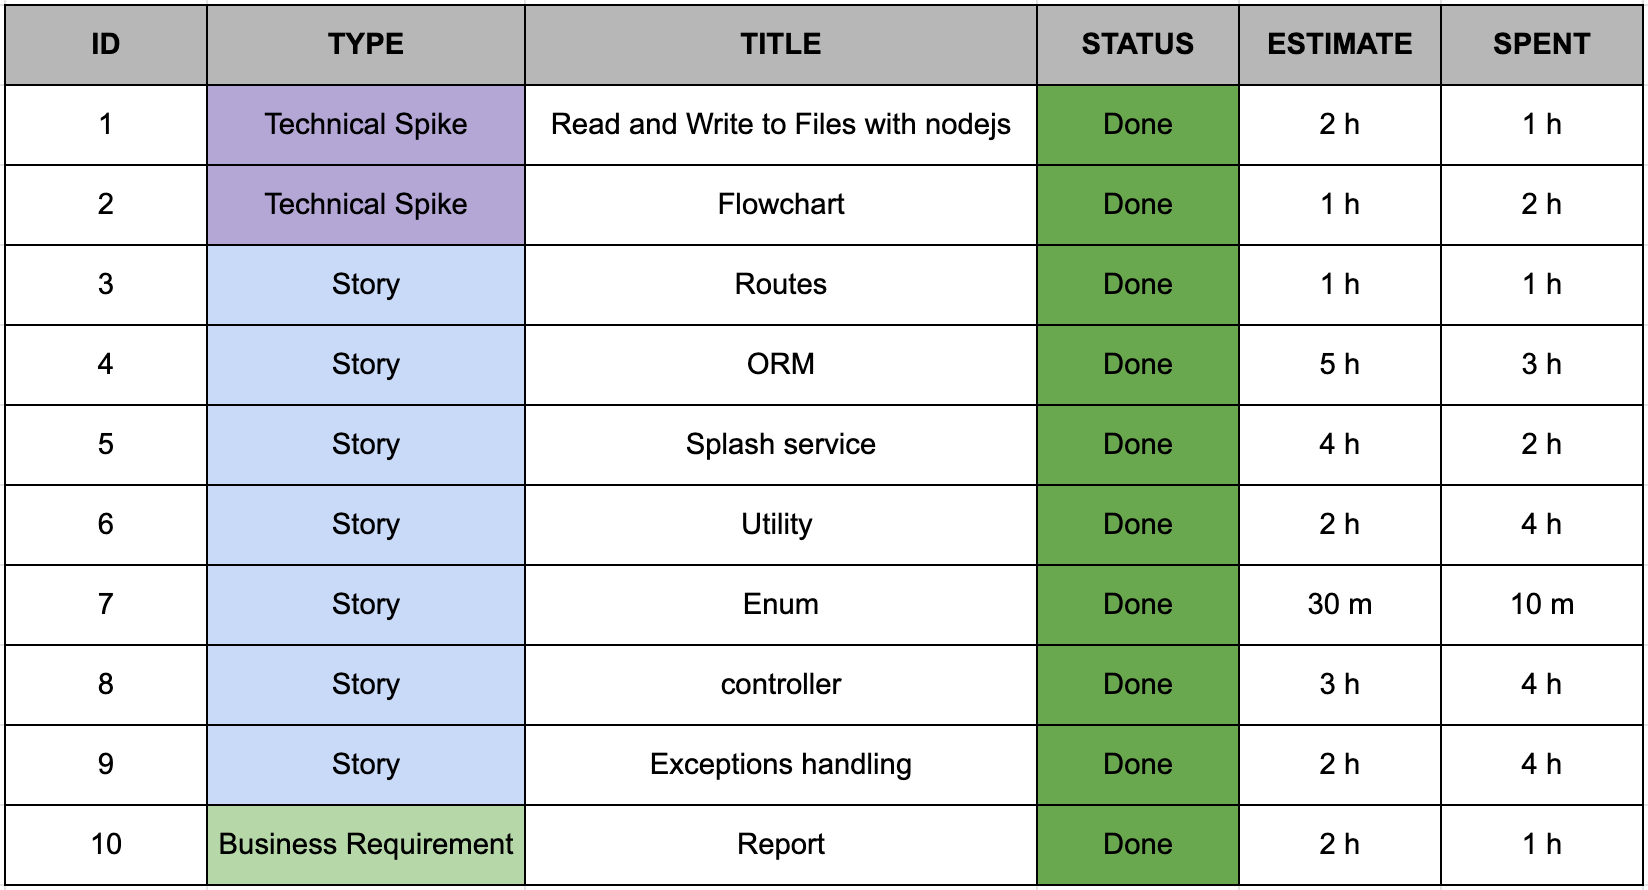 ID TYPE TITLE STATUS ESTIMATE SPENT
1 Technical Spike Read and Write to Files with nodejs Done 2 h 1 h
2 Technical Spike Flowchart Done 1 h 2 h
3 Story Routes Done 1 h 1 h
4 Story ORM Done 5 h 3 h
5 Story Splash service Done 4 h 2 h
6 Story Utility Done 2 h 4 h
7 Story Enum Done 30 m 10 m
8 Story controller Done 3 h 4 h
9 Story Exceptions handling Done 2 h 4 h
10 Business Requirement Report Done 2 h 1 h